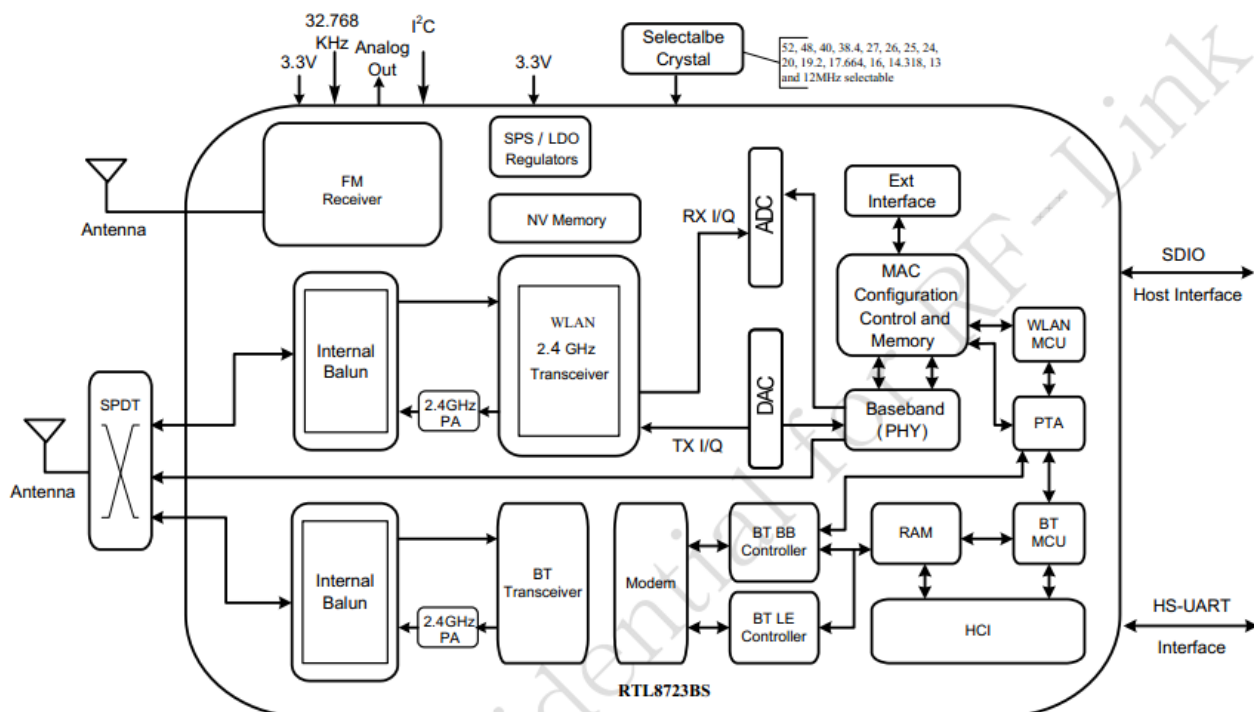 32.768
KHz
I²C
Analog
Out
3.3V
3.3V
Selectalbe
Crystal
52, 48, 40, 38.4, 27, 26, 25, 24,
20, 19.2, 17.664, 16, 14.318, 13
and 12MHz selectable
SPS / LDO
Regulators
FM
Receiver
Antenna
NV Memory
RX I/Q
ADC
Ext
Interface
SDIO
Host Interface
MAC
Configuration
Control and
Memory
WLAN
MCU
Internal
Balun
WLAN
2.4 GHz
Transceiver
2.4GHz
PA
DAC
TX I/Q
Baseband
(PHY)
PTA
SPDT
Antenna
Internal
Balun
BT
Transceiver
2.4GHz
PA
Modem
BT BB
Controller
RAM
BT
MCU
BT LE
Controller
HCI
HS-UART
Interface
RTL8723BS
idential for RF-Link